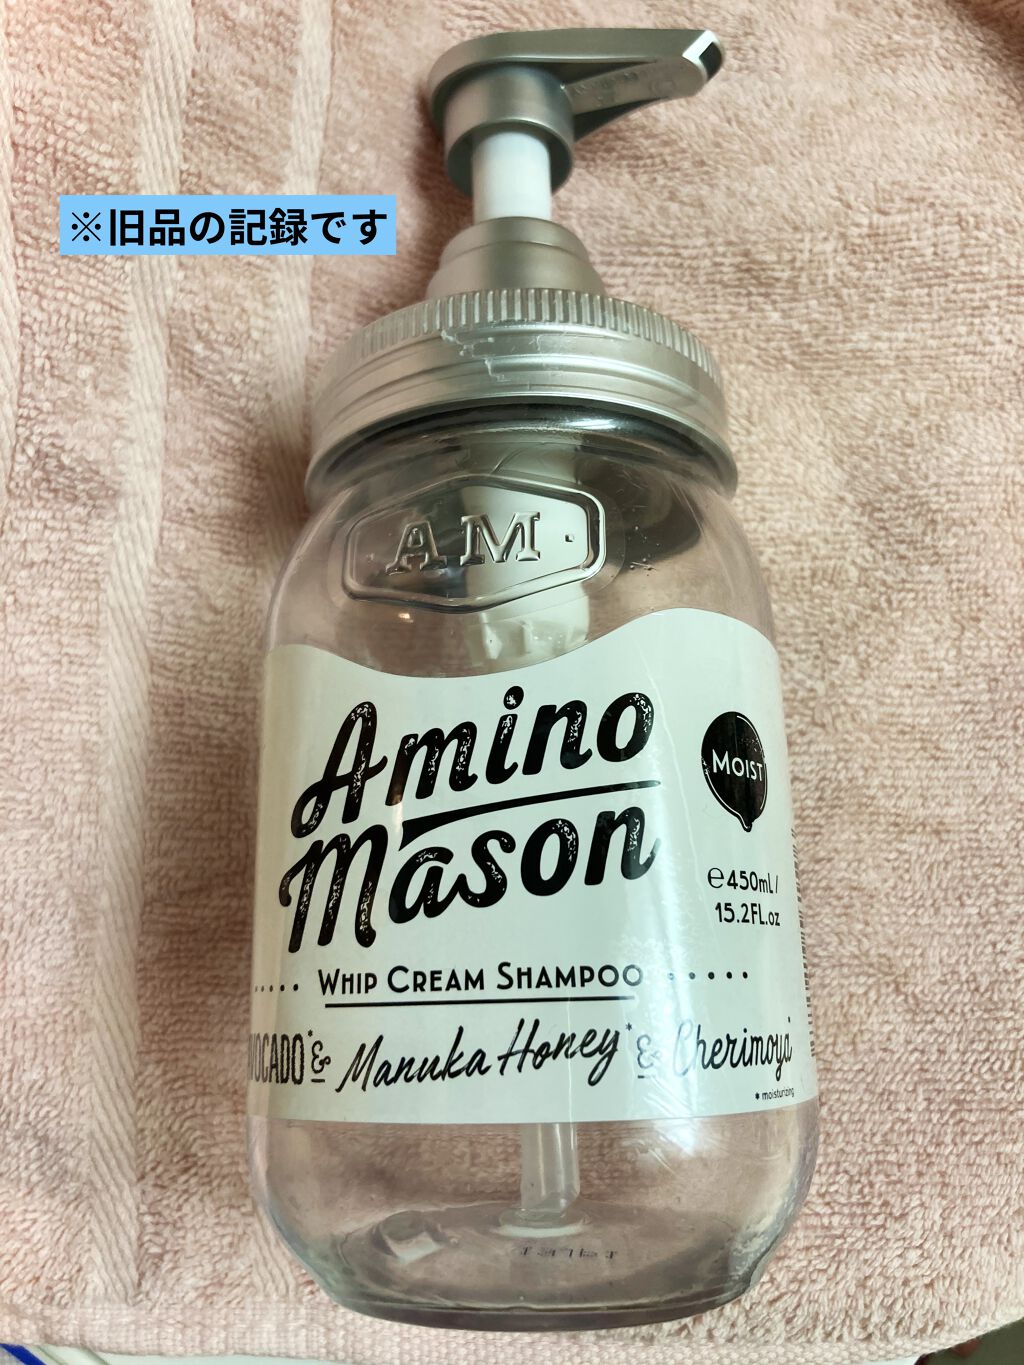 ※旧品の記録です
AM
Amino
Mason
MOIST
℮450mL/
15.2FL.oz
WHIP CREAM SHAMPOO
VOCADO*& Manuka Honey*& Cherimoya*
* moisturizing